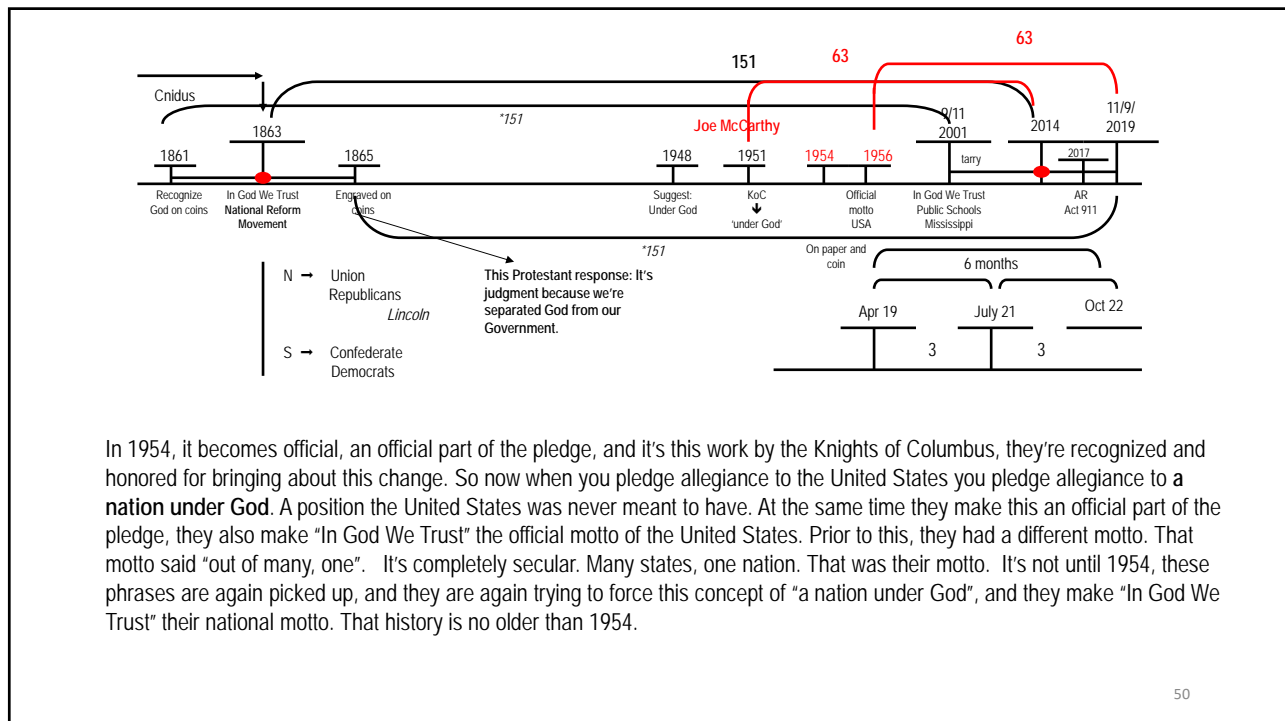 63
151
63
Cnidus
*151
Joe McCarthy
9/11
2001
2014
11/9/
2019
1863
1861
1865
1948
1951
1954
1956
tarry
2017
Recognize
God on coins
In God We Trust
National Reform
Movement
Engraved on
coins
Suggest:
Under God
KoC
🡇
'under God'
Official
motto
USA
In God We Trust
Public Schools
Mississippi
AR
Act 911
*151
On paper and
coin
6 months
N → Union
Republicans
Lincoln
S → Confederate
Democrats
This Protestant response: It's
judgment because we're
separated God from our
Government.
Apr 19
July 21
Oct 22
3
3
In 1954, it becomes official, an official part of the pledge, and it's this work by the Knights of Columbus, they're recognized and
honored for bringing about this change. So now when you pledge allegiance to the United States you pledge allegiance to a
nation under God. A position the United States was never meant to have. At the same time they make this an official part of the
pledge, they also make "In God We Trust" the official motto of the United States. Prior to this, they had a different motto. That
motto said "out of many, one". It's completely secular. Many states, one nation. That was their motto. It's not until 1954, these
phrases are again picked up, and they are again trying to force this concept of "a nation under God", and they make "In God We
Trust" their national motto. That history is no older than 1954.
50